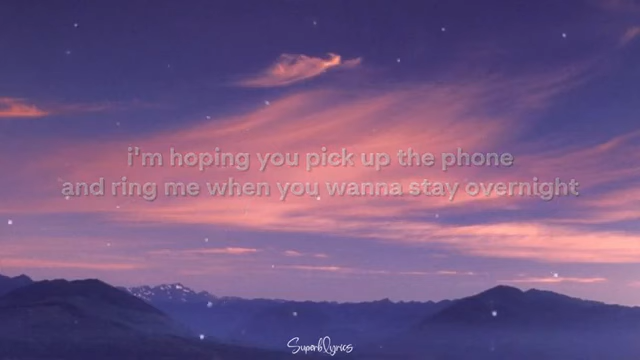 i'm hoping you pick up the phone
and ring me when you wanna stay overnight
Superblyrics